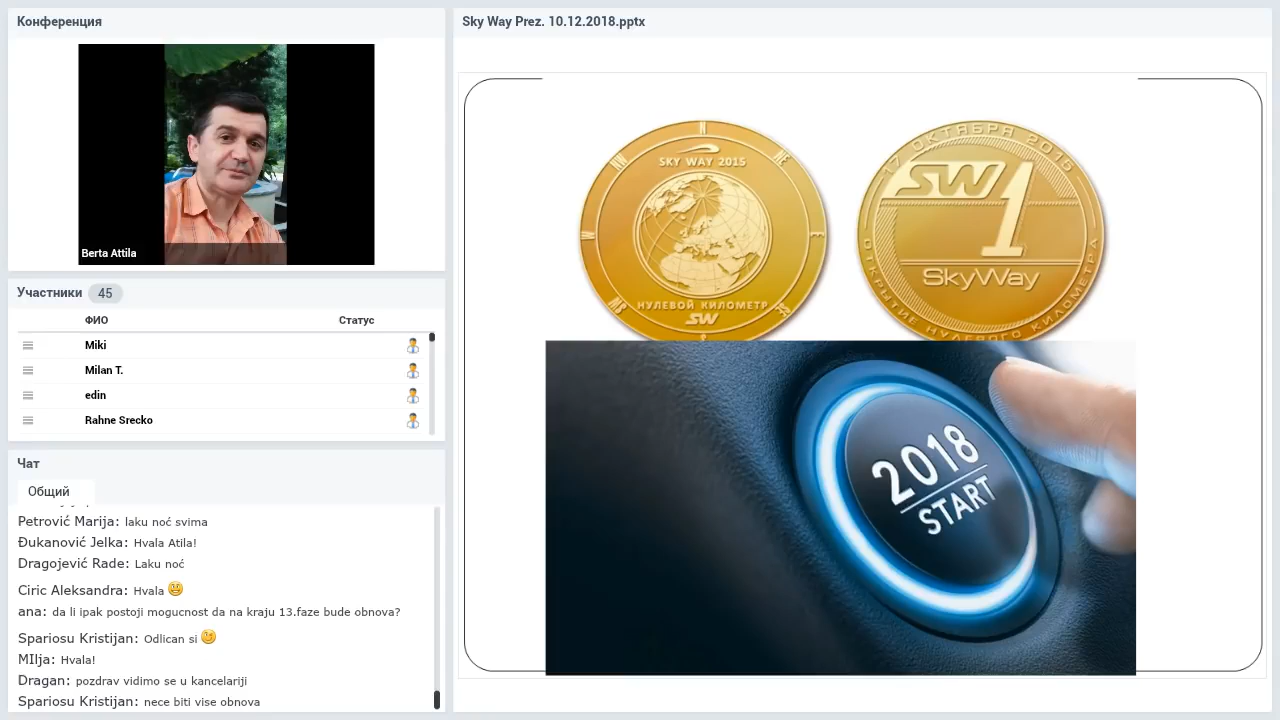 Конференция
Berta Attila
Участники 45
ФИО Статус
Miki
Milan T.
edin
Rahne Srecko
Чат
Общий
Petrović Marija: laku noć svima
Đukanović Jelka: Hvala Atila!
Dragojević Rade: Laku noć
Ciric Aleksandra: Hvala
ana: da li ipak postoji mogucnost da na kraju 13.faze bude obnova?
Spariosu Kristijan: Odlican si
MIlja: Hvala!
Dragan: pozdrav vidimo se u kancelariji
Spariosu Kristijan: nece biti vise obnova
Sky Way Prez. 10.12.2018.pptx
N
NW
NE
W
E
SKY WAY 2015
НУЛЕВОЙ КИЛОМЕТР
SW
17 ОКТЯБРЯ 2015
SW 1
SkyWay
ОТКРЫТИЕ НУЛЕВОГО КИЛОМЕТРА
2018
START